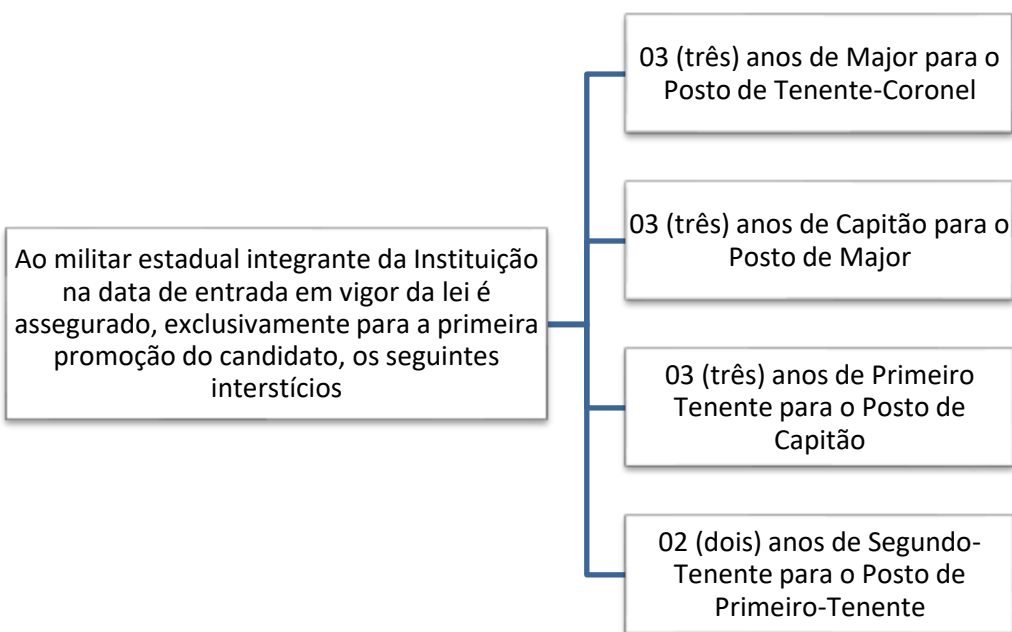 Ao militar estadual integrante da Instituição
na data de entrada em vigor da lei é
assegurado, exclusivamente para a primeira
promoção do candidato, os seguintes
interstícios
03 (três) anos de Major para o
Posto de Tenente-Coronel
03 (três) anos de Capitão para o
Posto de Major
03 (três) anos de Primeiro
Tenente para o Posto de
Capitão
02 (dois) anos de Segundo-
Tenente para o Posto de
Primeiro-Tenente